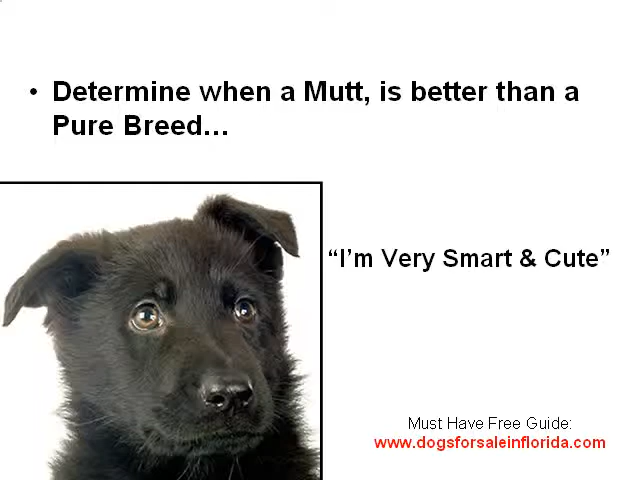 • Determine when a Mutt, is better than a
Pure Breed...
“I'm Very Smart & Cute”
Must Have Free Guide:
www.dogsforsaleinflorida.com